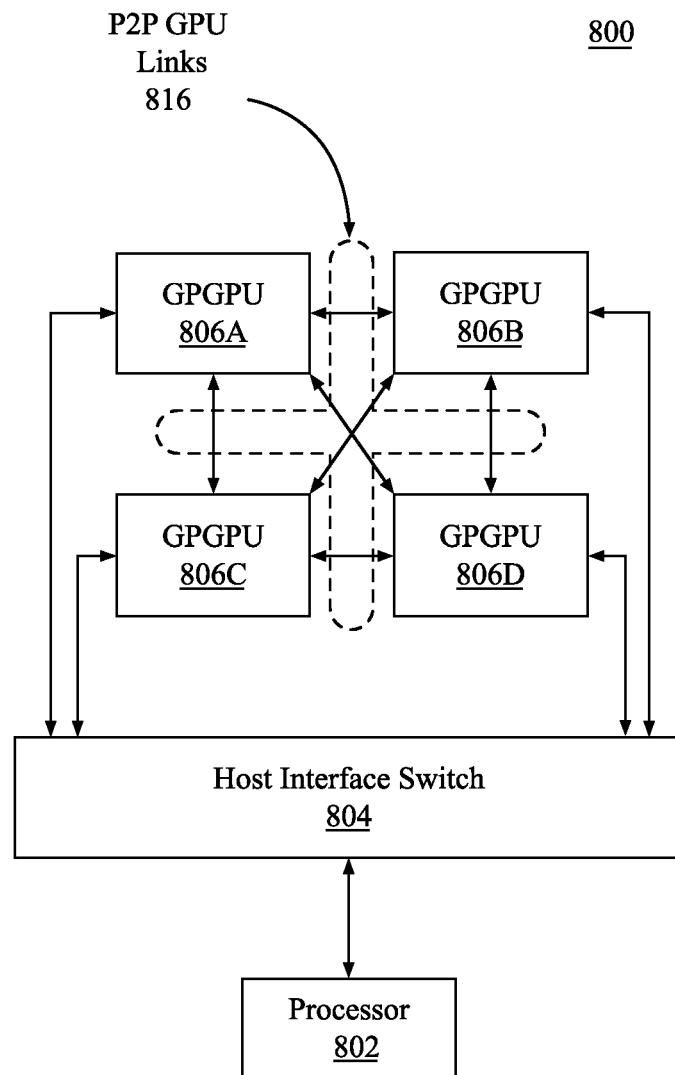 P2P GPU
Links
816
800
GPGPU
806A
GPGPU
806B
GPGPU
806C
GPGPU
806D
Host Interface Switch
804
Processor
802